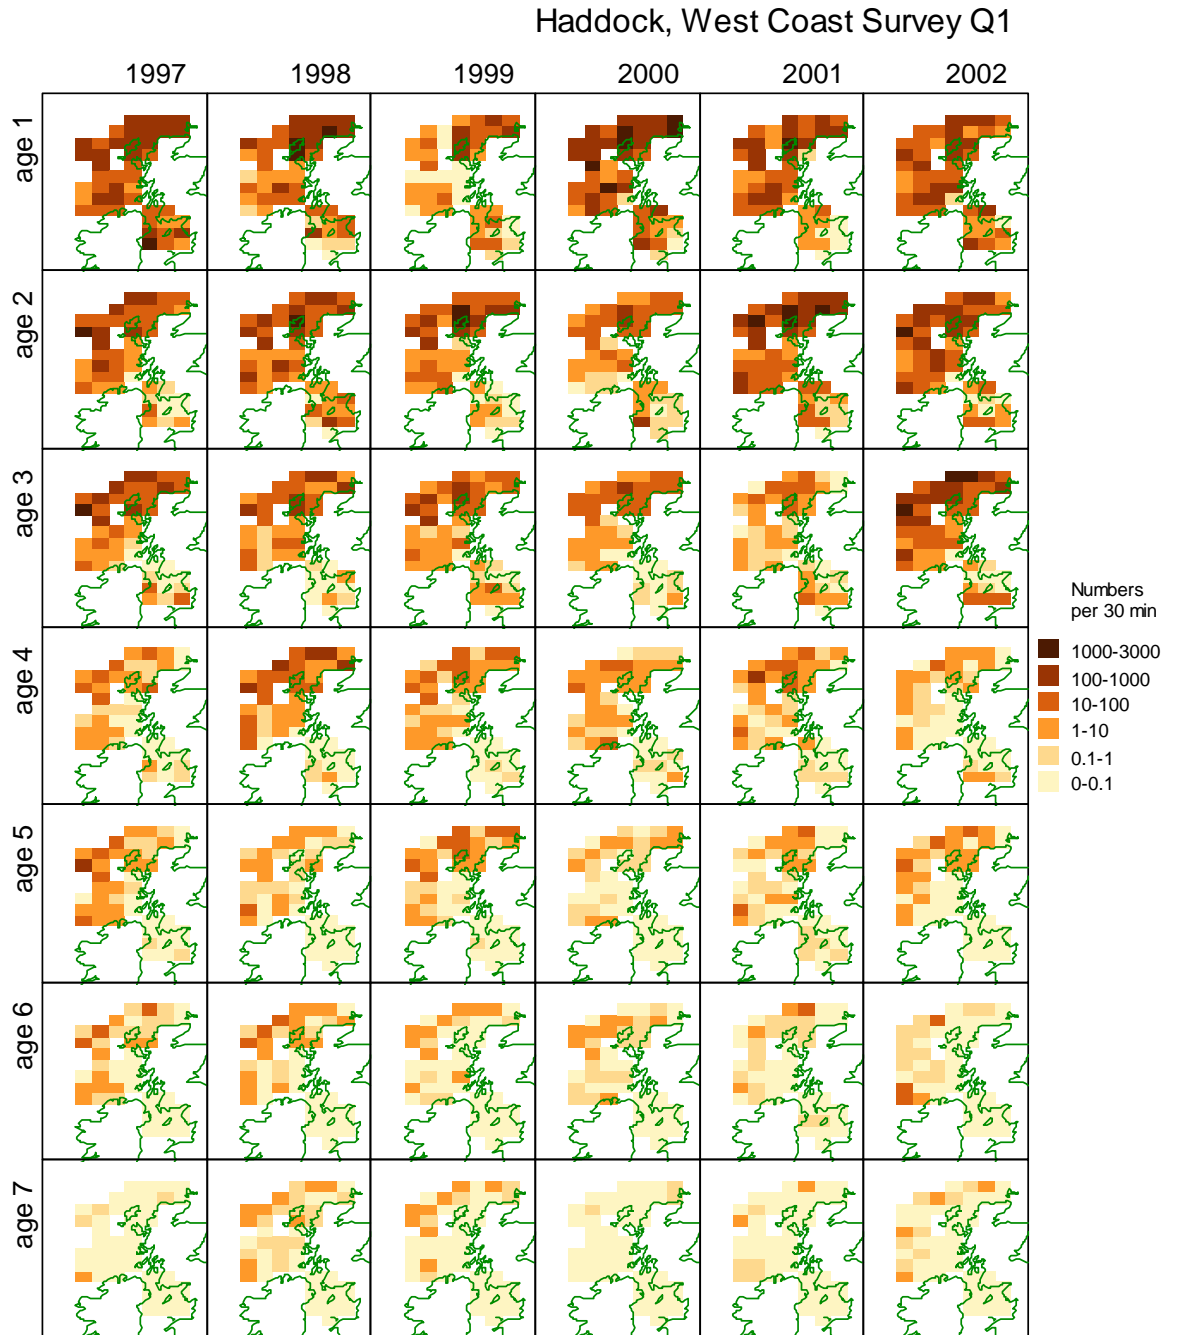 Haddock, West Coast Survey Q1
1997 1998 1999 2000 2001 2002
age 1
age 2
age 3
age 4
age 5
age 6
age 7
Numbers
per 30 min
1000-3000
100-1000
10-100
1-10
0.1-1
0-0.1